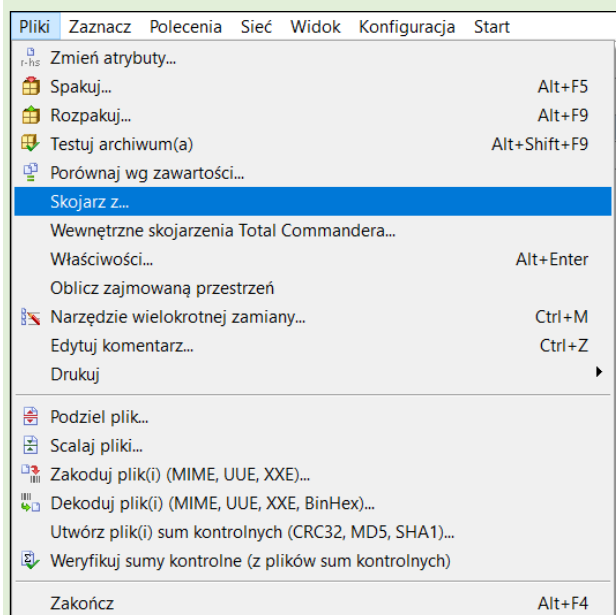 Pliki Zaznacz Polecenia Sieć Widok Konfiguracja Start
r-hs Zmień atrybuty...
Spakuj... Alt+F5
Rozpakuj... Alt+F9
Testuj archiwum(a) Alt+Shift+F9
Porównaj wg zawartości...
Skojarz z...
Wewnętrzne skojarzenia Total Commandera...
Właściwości... Alt+Enter
Oblicz zajmowaną przestrzeń
Narzędzie wielokrotnej zamiany... Ctrl+M
Edytuj komentarz... Ctrl+Z
Drukuj
Podziel plik...
Scalaj pliki...
Zakoduj plik(i) (MIME, UUE, XXE)...
Dekoduj plik(i) (MIME, UUE, XXE, BinHex)...
Utwórz plik(i) sum kontrolnych (CRC32, MD5, SHA1)...
Weryfikuj sumy kontrolne (z plików sum kontrolnych)
Zakończ Alt+F4